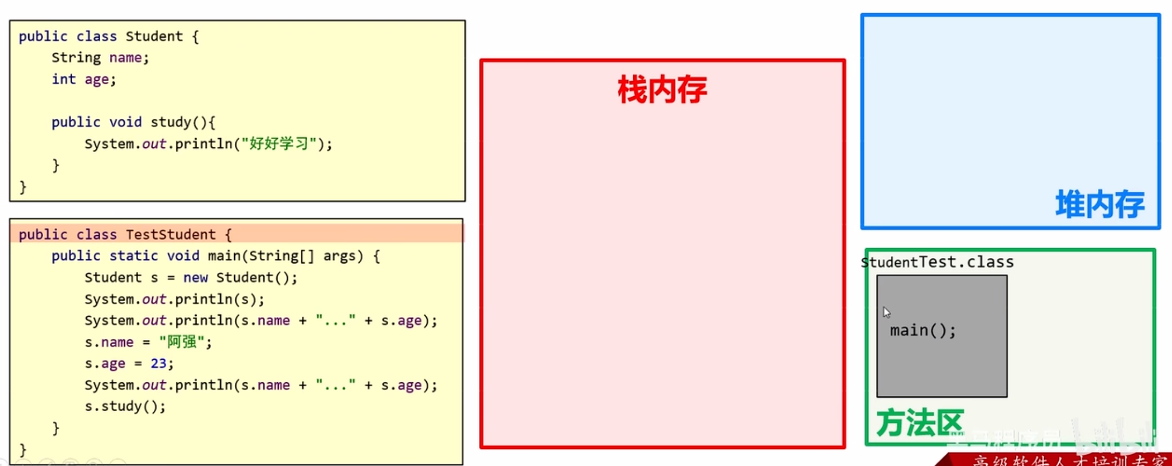 public class Student {
String name;
int age;
public void study(){
System.out.println("好好学习");
}
}
public class TestStudent {
public static void main(String[] args) {
Student s = new Student();
System.out.println(s);
System.out.println(s.name + "..." + s.age);
s.name = "阿强";
s.age = 23;
System.out.println(s.name + "..." + s.age);
s.study();
}
}
栈内存
堆内存
StudentTest.class
main();
方法区
高级软件人才培训专家